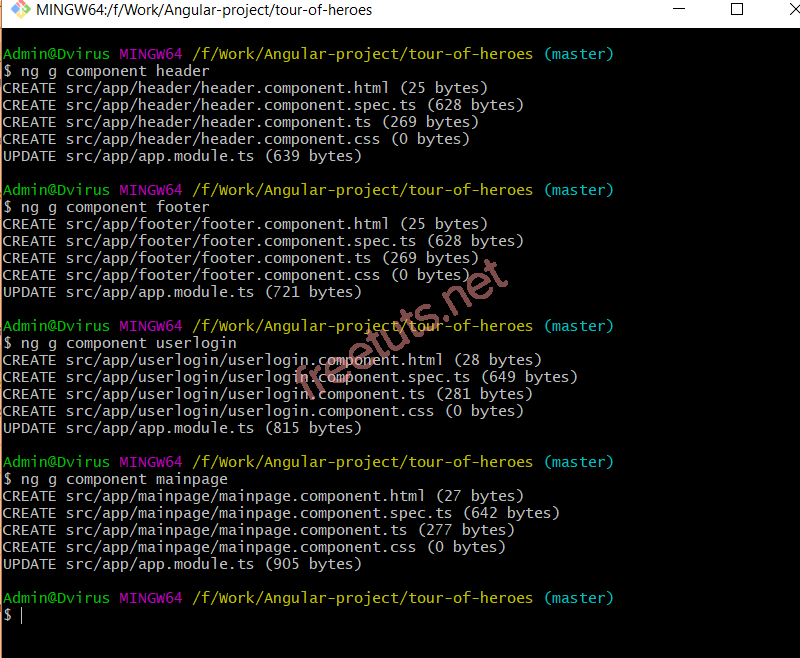 MINGW64:/f/Work/Angular-project/tour-of-heroes
Admin@Dvirus MINGW64 /f/Work/Angular-project/tour-of-heroes (master)
$ ng g component header
CREATE src/app/header/header.component.html (25 bytes)
CREATE src/app/header/header.component.spec.ts (628 bytes)
CREATE src/app/header/header.component.ts (269 bytes)
CREATE src/app/header/header.component.css (0 bytes)
UPDATE src/app/app.module.ts (639 bytes)
Admin@Dvirus MINGW64 /f/Work/Angular-project/tour-of-heroes (master)
$ ng g component footer
CREATE src/app/footer/footer.component.html (25 bytes)
CREATE src/app/footer/footer.component.spec.ts (628 bytes)
CREATE src/app/footer/footer.component.ts (269 bytes)
CREATE src/app/footer/footer.component.css (0 bytes)
UPDATE src/app/app.module.ts (721 bytes)
Admin@Dvirus MINGW64 /f/Work/Angular-project/tour-of-heroes (master)
$ ng g component userlogin
CREATE src/app/userlogin/userlogin.component.html (28 bytes)
CREATE src/app/userlogin/userlogin.component.spec.ts (649 bytes)
CREATE src/app/userlogin/userlogin.component.ts (281 bytes)
CREATE src/app/userlogin/userlogin.component.css (0 bytes)
UPDATE src/app/app.module.ts (815 bytes)
Admin@Dvirus MINGW64 /f/Work/Angular-project/tour-of-heroes (master)
$ ng g component mainpage
CREATE src/app/mainpage/mainpage.component.html (27 bytes)
CREATE src/app/mainpage/mainpage.component.spec.ts (642 bytes)
CREATE src/app/mainpage/mainpage.component.ts (277 bytes)
CREATE src/app/mainpage/mainpage.component.css (0 bytes)
UPDATE src/app/app.module.ts (905 bytes)
Admin@Dvirus MINGW64 /f/Work/Angular-project/tour-of-heroes (master)
$
freetuts.net